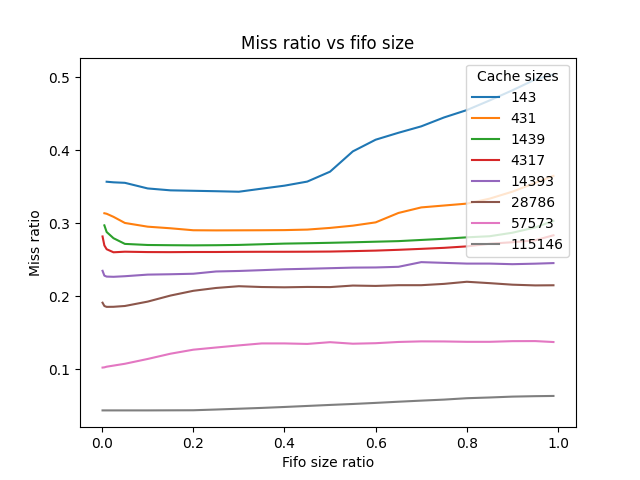 Miss ratio vs fifo size
Cache sizes
143
431
1439
4317
14393
28786
57573
115146
0.5
0.4
0.3
0.2
0.1
Miss ratio
0.0 0.2 0.4 0.6 0.8 1.0
Fifo size ratio